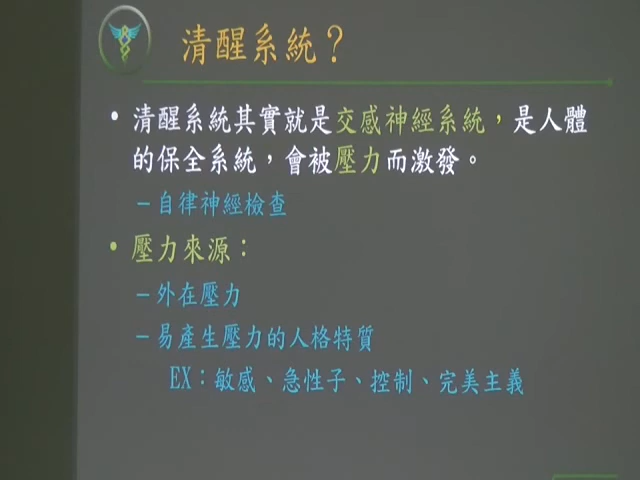 清醒系統？
• 清醒系統其實就是交感神經系統，是人體
的保全系統，會被壓力而激發。
–自律神經檢查
• 壓力來源：
–外在壓力
–易產生壓力的人格特質
EX：敏感、急性子、控制、完美主義